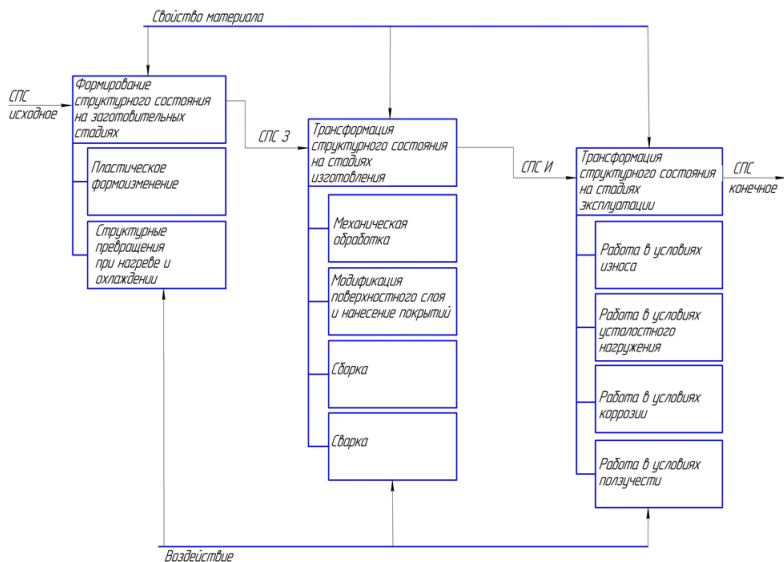 Свойство материала
СПС
исходное
Формирование
структурного состояния
на заготовительных
стадиях
Пластическое
формоизменение
Структурные
превращения
при нагреве и
охлаждении
СПС З
Трансформация
структурного состояния
на стадиях
изготовления
Механическая
обработка
Модификация
поверхностного слоя
и нанесение покрытий
Сборка
Сварка
СПС И
Трансформация
структурного состояния
на стадиях
эксплуатации
Работа в условиях
износа
Работа в условиях
усталостного
нагружения
Работа в условиях
коррозии
Работа в условиях
ползучести
СПС
конечное
Воздействие